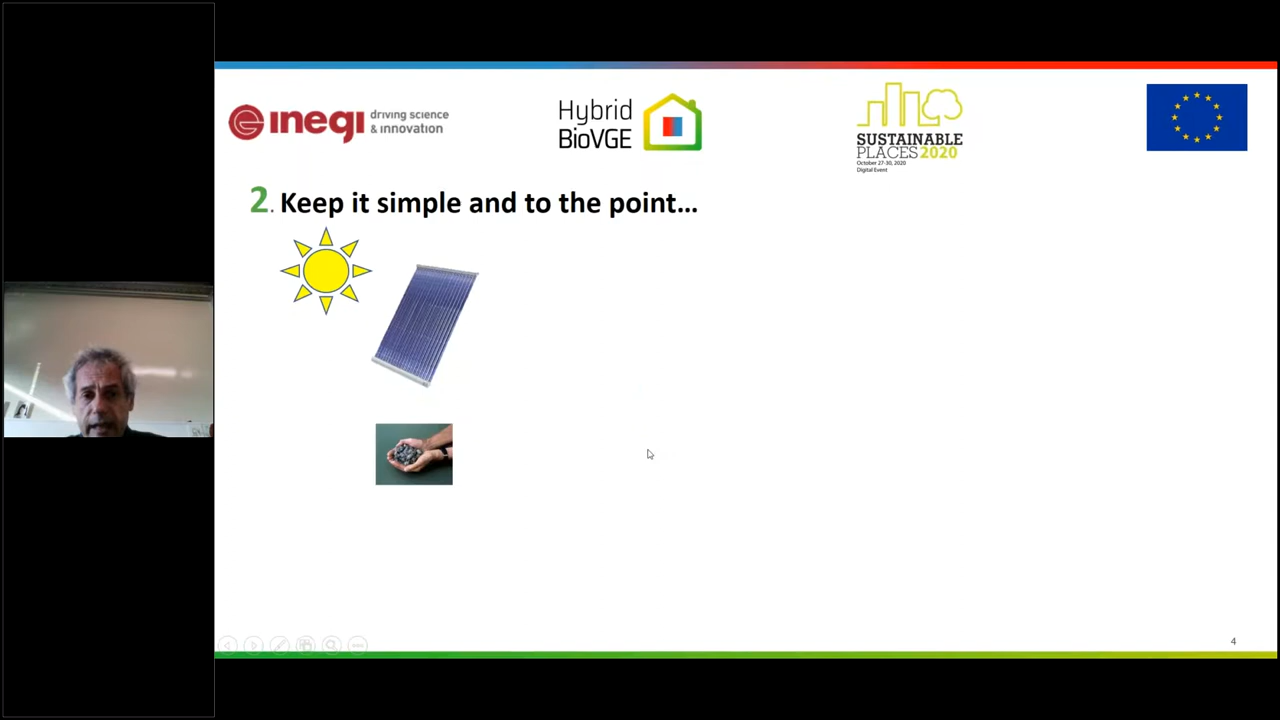 INEGI driving science
& innovation
Hybrid
BioVGE
SUSTAINABLE
PLACES 2020
October 27-30, 2020
Digital Event
2. Keep it simple and to the point...
4